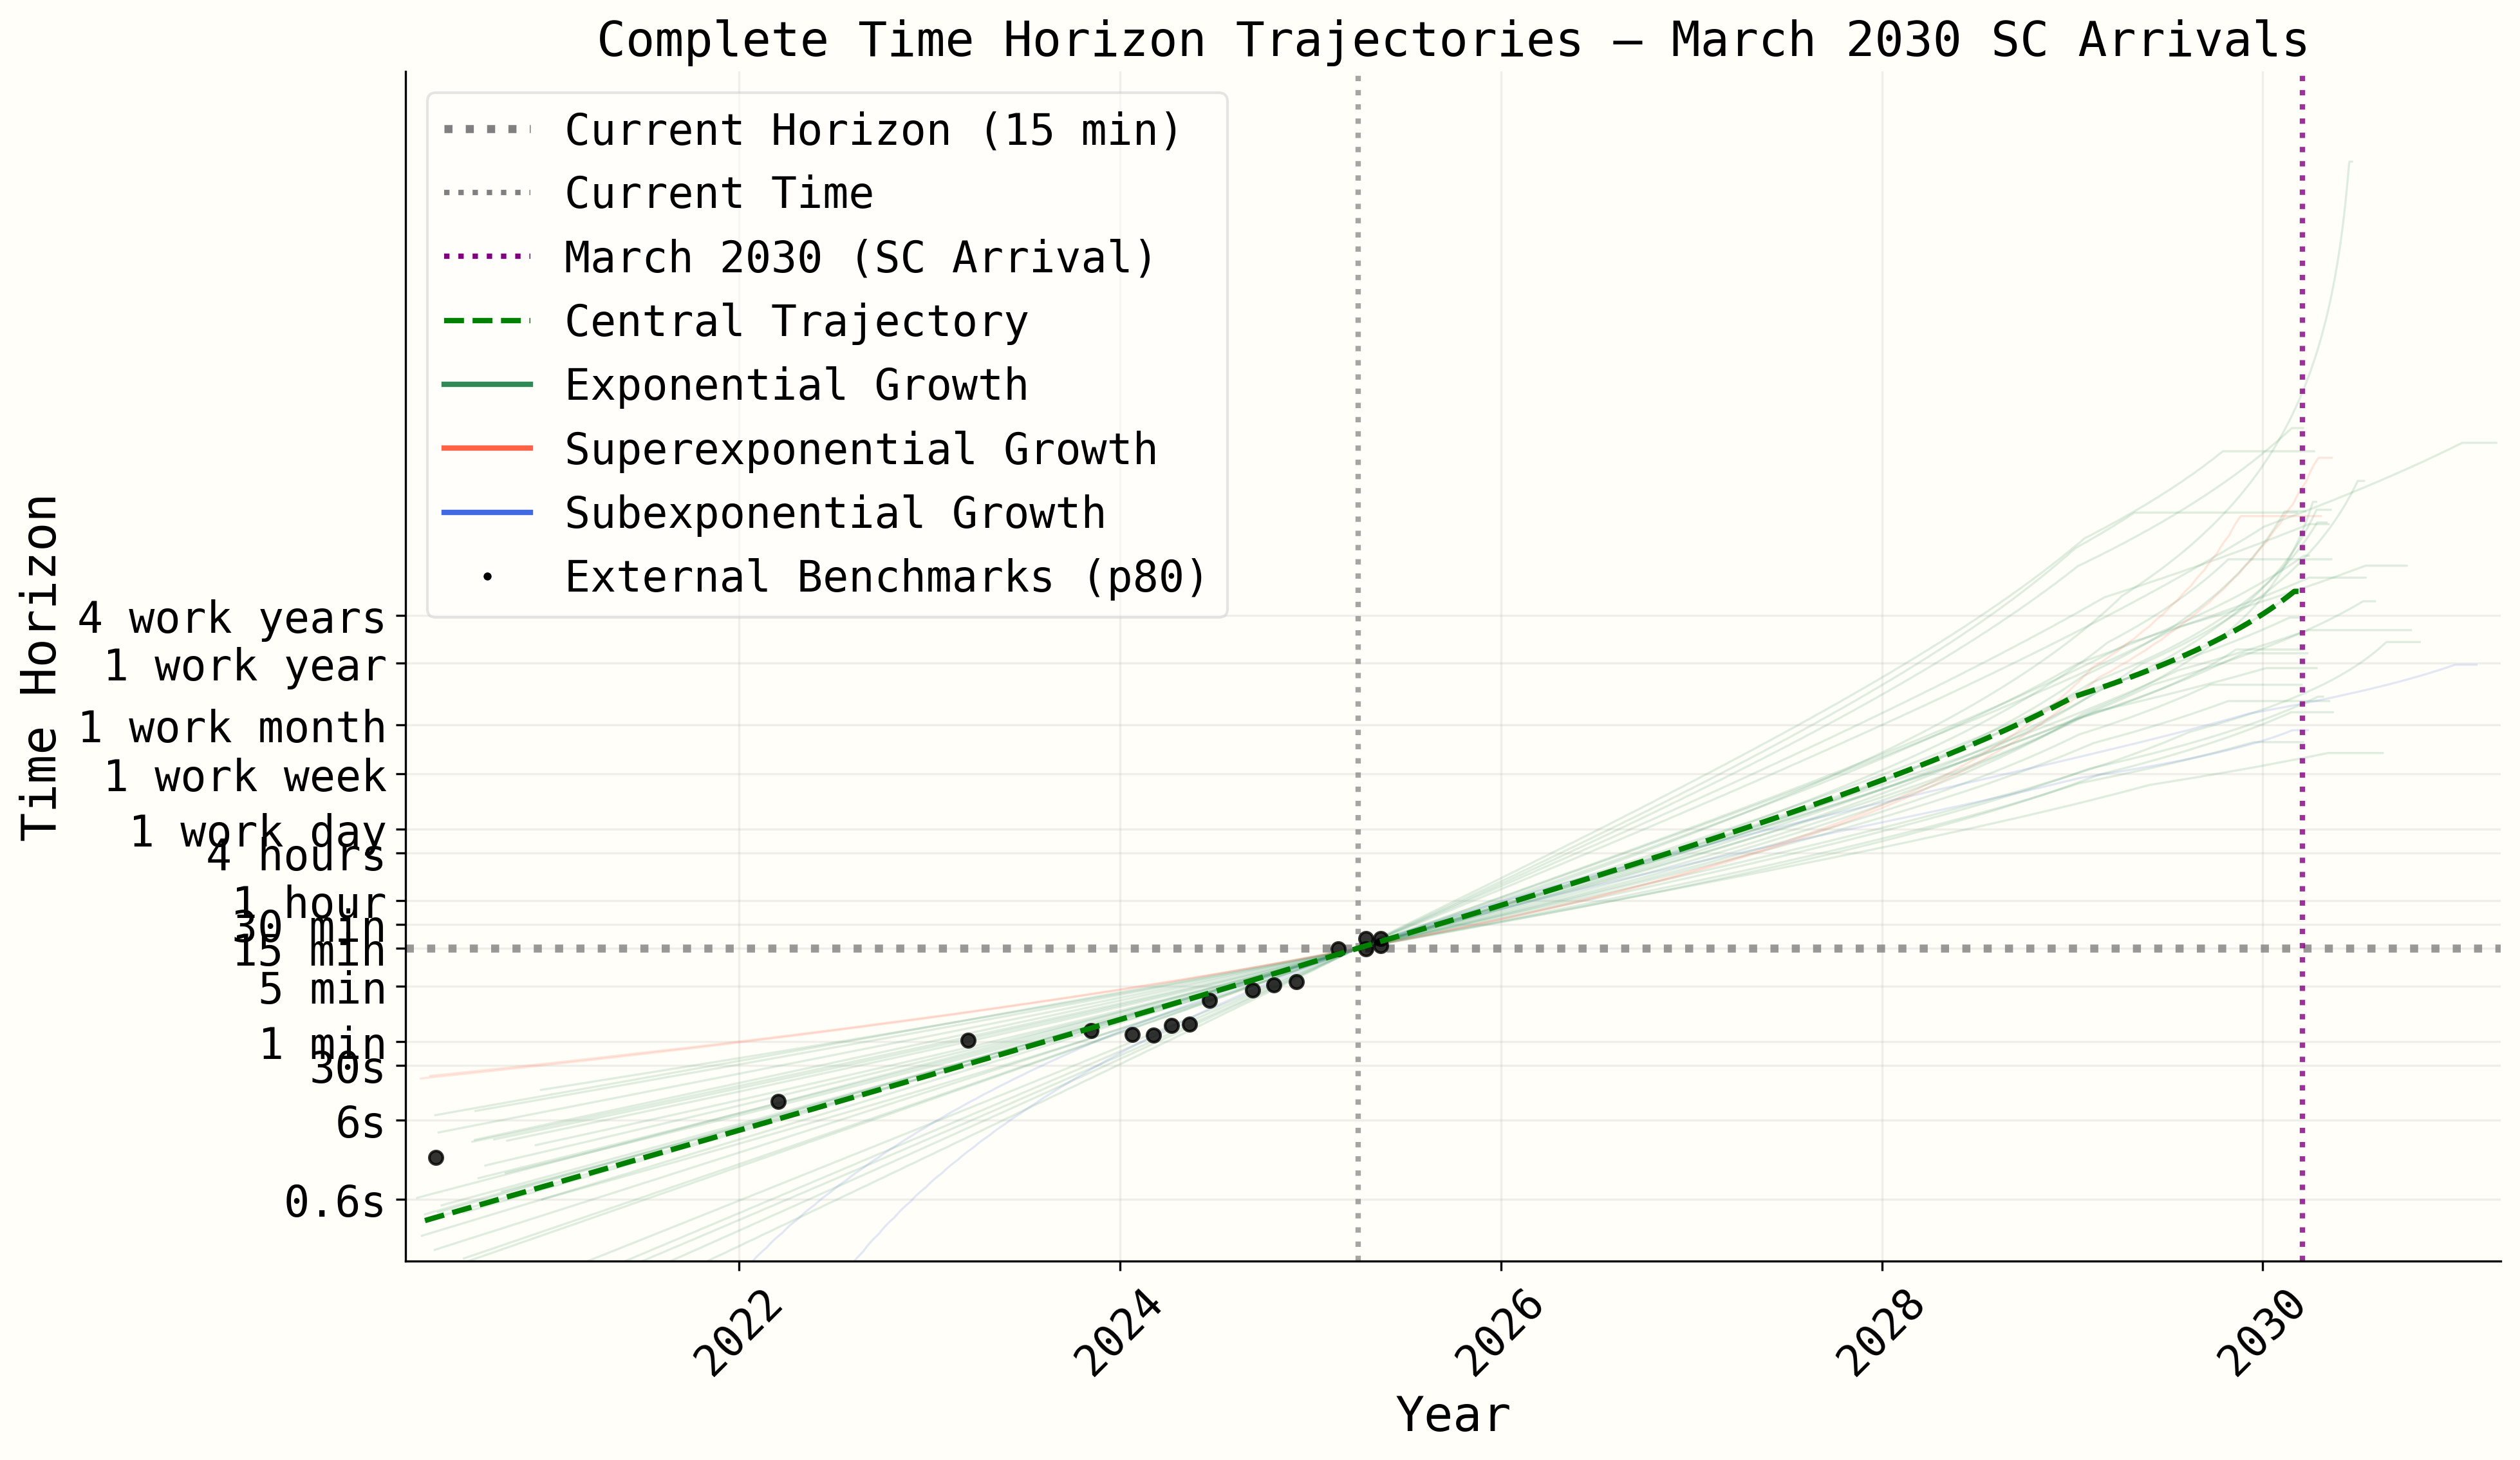 Complete Time Horizon Trajectories — March 2030 SC Arrivals
Current Horizon (15 min)
Current Time
March 2030 (SC Arrival)
Central Trajectory
Exponential Growth
Superexponential Growth
Subexponential Growth
External Benchmarks (p80)
Time Horizon
4 work years
1 work year
1 work month
1 work week
1 work day
4 hours
1 hour
30 min
15 min
5 min
1 min
30s
6s
0.6s
2022
2024
2026
2028
2030
Year